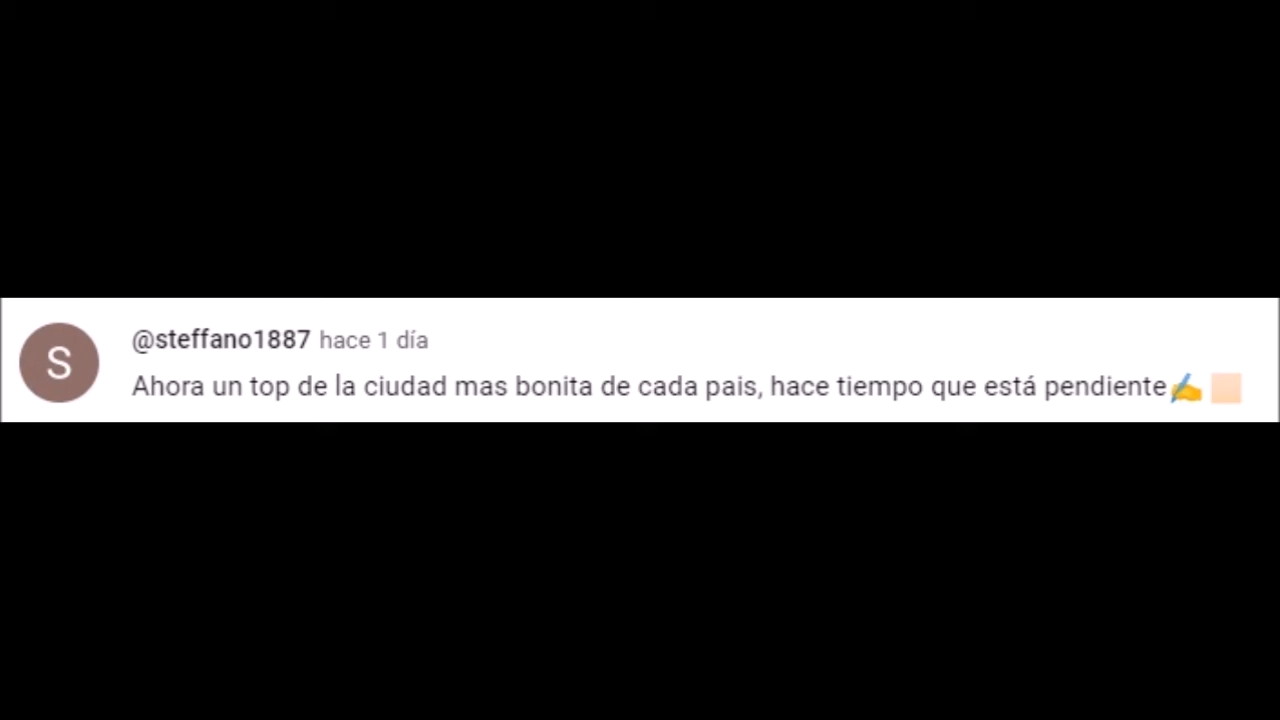 S
@steffano1887 hace 1 día
Ahora un top de la ciudad mas bonita de cada pais, hace tiempo que está pendiente✍🏼